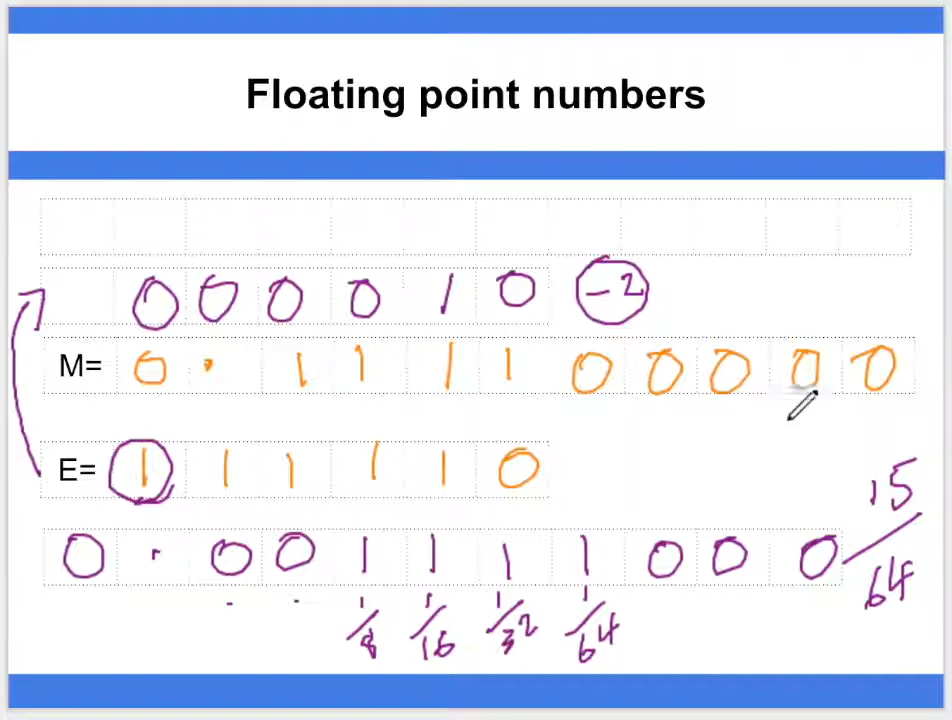 Floating point numbers
0 0 0 0 1 0 -2
M= 0 . 1 1 1 1 0 0 0 0 0
E= 1 1 1 1 1 0
0 . 0 0 1 1 1 1 0 0 0 15/64
1/8 1/16 1/32 1/64